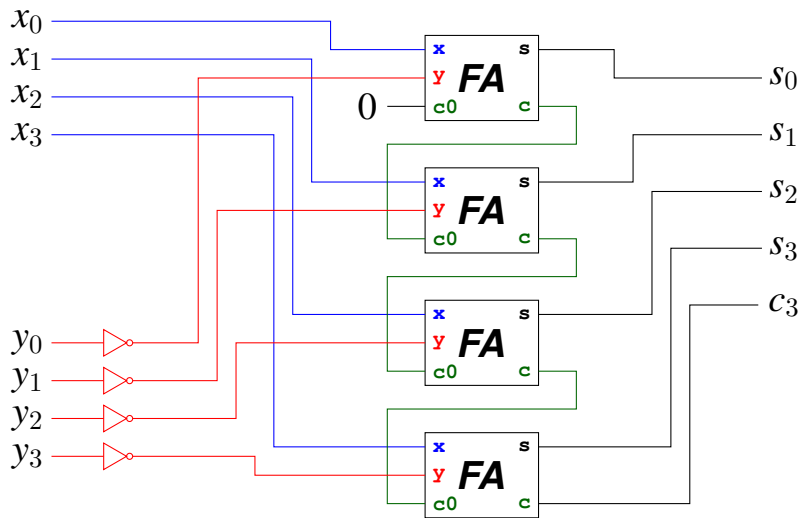 x₀
x₁
x₂
x₃
y₀
y₁
y₂
y₃
0
x s
y FA
c0 c
x s
y FA
c0 c
x s
y FA
c0 c
x s
y FA
c0 c
s₀
s₁
s₂
s₃
c₃